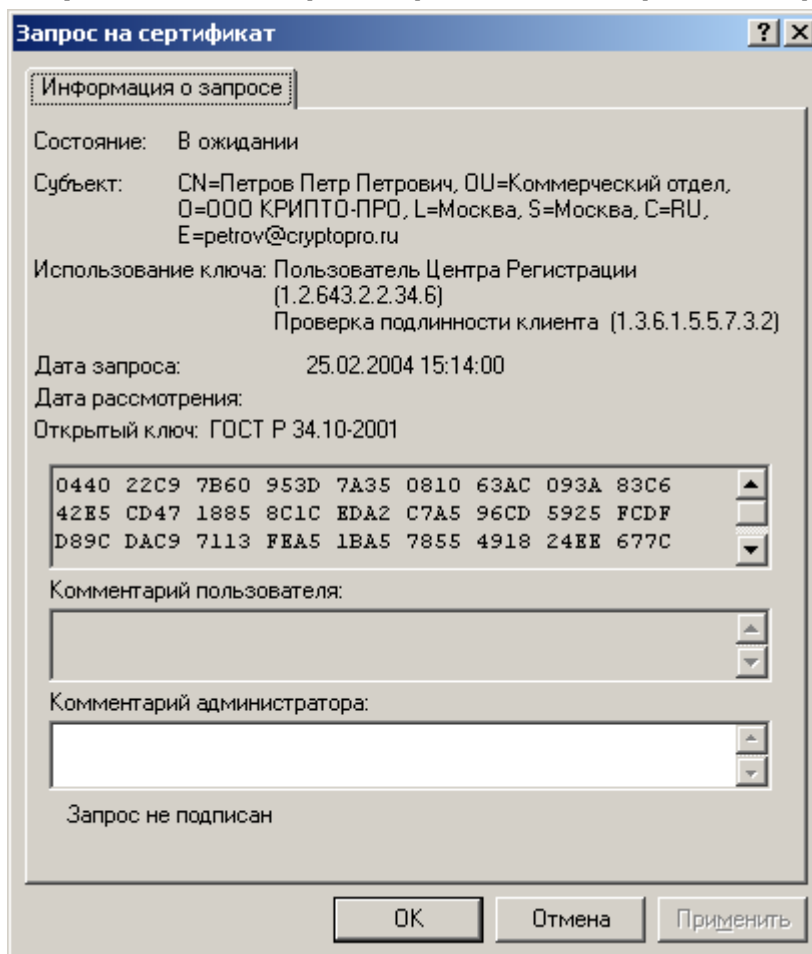 Запрос на сертификат
Информация о запросе
Состояние: В ожидании
Субъект: CN=Петров Петр Петрович, OU=Коммерческий отдел,
O=ООО КРИПТО-ПРО, L=Москва, S=Москва, C=RU,
E=petrov@cryptopro.ru
Использование ключа: Пользователь Центра Регистрации
(1.2.643.2.2.34.6)
Проверка подлинности клиента (1.3.6.1.5.5.7.3.2)
Дата запроса: 25.02.2004 15:14:00
Дата рассмотрения:
Открытый ключ: ГОСТ Р 34.10-2001
0440 22C9 7B60 953D 7A35 0810 63AC 093A 83C6
42E5 CD47 1885 8C1C EDA2 C7A5 96CD 5925 FCDF
D89C DAC9 7113 FEA5 1BA5 7855 4918 24EE 677C
Комментарий пользователя:
Комментарий администратора:
Запрос не подписан
OK Отмена Применить